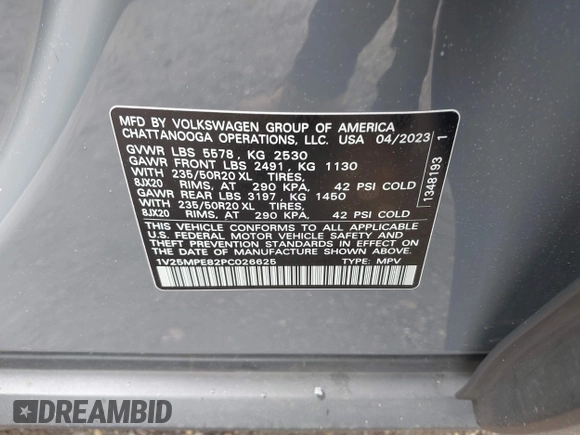 MFD BY VOLKSWAGEN GROUP OF AMERICA
CHATTANOOGA OPERATIONS, LLC. USA 04/2023
GVWR LBS 5578, KG 2530
GAWR FRONT LBS 2491, KG 1130
WITH 235/50R20 XL TIRES,
8JX20 RIMS, AT 290 KPA, 42 PSI COLD
GAWR REAR LBS 3197, KG 1450
WITH 235/50R20 XL TIRES,
8JX20 RIMS, AT 290 KPA, 42 PSI COLD
THIS VEHICLE CONFORMS TO ALL APPLICABLE
U.S. FEDERAL MOTOR VEHICLE SAFETY AND
THEFT PREVENTION STANDARDS IN EFFECT ON
THE DATE OF MANUFACTURE SHOWN ABOVE.
1V25MPE82PC026625 TYPE: MPV
1348193 1
DREAMBID